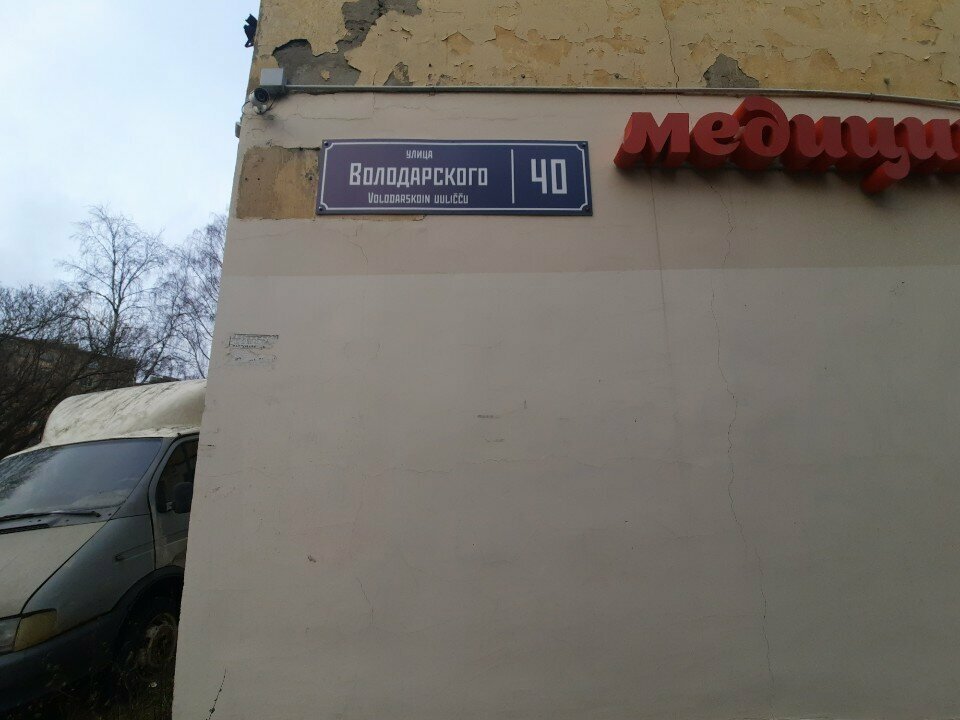 УЛИЦА
ВОЛОДАРСКОГО
VOLODARSKOIN UULIČČU
40
медици